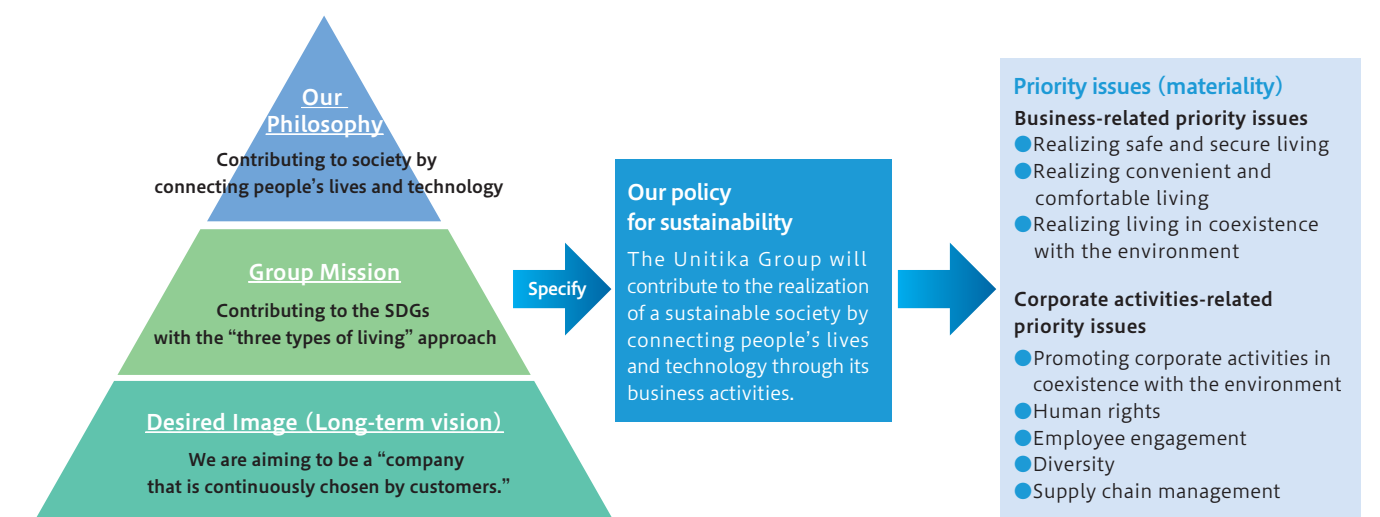 Our
Philosophy
Contributing to society by
connecting people’s lives and technology
Group Mission
Contributing to the SDGs
with the “three types of living” approach
Desired Image (Long-term vision)
We are aiming to be a “company
that is continuously chosen by customers.”
Specify
Our policy
for sustainability
The Unitika Group will
contribute to the realization
of a sustainable society by
connecting people’s lives
and technology through its
business activities.
Priority issues (materiality)
Business-related priority issues
●Realizing safe and secure living
●Realizing convenient and
comfortable living
●Realizing living in coexistence
with the environment
Corporate activities-related
priority issues
●Promoting corporate activities in
coexistence with the environment
●Human rights
●Employee engagement
●Diversity
●Supply chain management